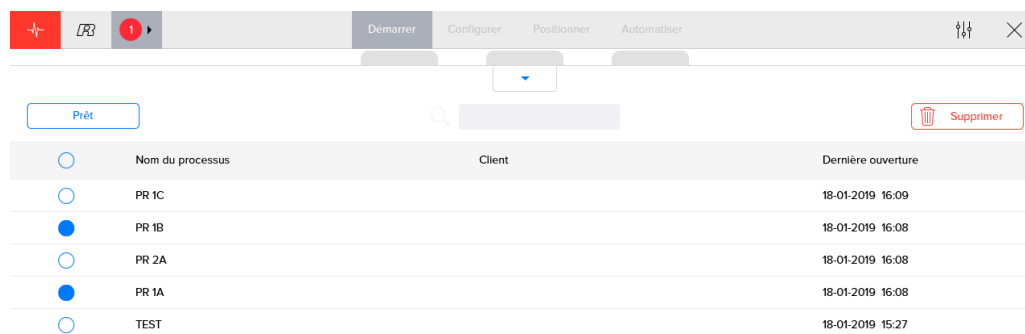 1 Démarrer Configurer Positionner Automatiser
Prêt Supprimer
Nom du processus Client Dernière ouverture
PR 1C 18-01-2019 16:09
PR 1B 18-01-2019 16:08
PR 2A 18-01-2019 16:08
PR 1A 18-01-2019 16:08
TEST 18-01-2019 15:27